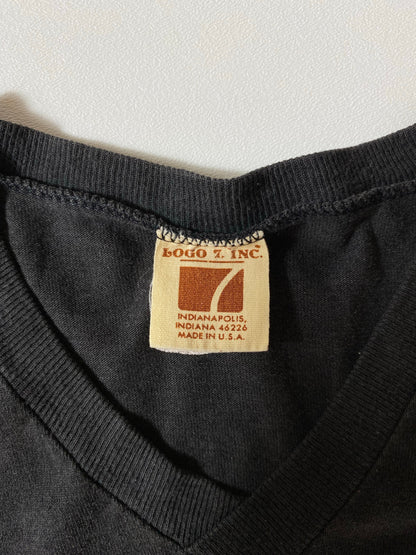 LOGO 7. INC.
7
INDIANAPOLIS,
INDIANA 46226
MADE IN U.S.A.